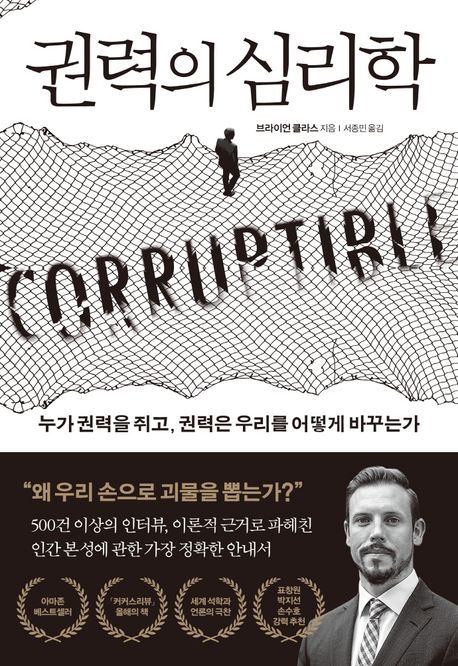 권력의 심리학
브라이언 클라스 지음 | 서종민 옮김
CORRUPTIBLE
누가 권력을 쥐고, 권력은 우리를 어떻게 바꾸는가
“왜 우리 손으로 괴물을 뽑는가?”
500건 이상의 인터뷰, 이론적 근거로 파헤친
인간 본성에 관한 가장 정확한 안내서
아마존
베스트셀러
「커커스리뷰」
올해의 책
세계 석학과
언론의 극찬
표창원
박지선
손수호
강력 추천